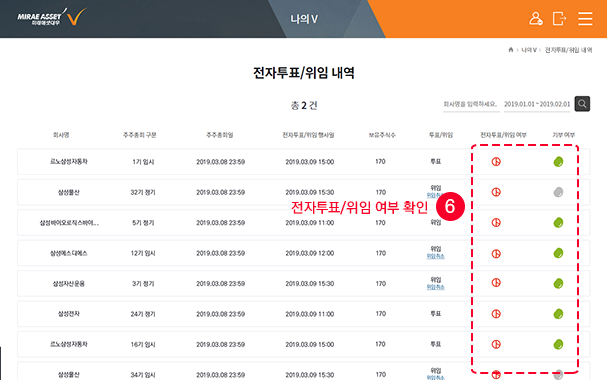 MIRAE ASSET
미래에셋대우
나의 V
나의 V > 전자투표/위임 내역
전자투표/위임 내역
총 2 건
회사명을 입력하세요. 2019.01.01 ~ 2019.02.01
회사명 주주총회 구분 주주총회일 전자투표/위임 행사일 보유주식수 투표/위임 전자투표/위임 여부 기부 여부
르노삼성자동차 1기 임시 2019.03.08 23:59 2019.03.09 15:00 170 투표
삼성물산 32기 정기 2019.03.08 23:59 2019.03.09 15:30 170 위임
위임취소
전자투표/위임 여부 확인 6
삼성바이오로직스바이... 5기 정기 2019.03.08 23:59 2019.03.09 11:00 170 위임
삼성에스디에스 12기 임시 2019.03.08 23:59 2019.03.09 12:00 170 위임
위임취소
삼성자산운용 3기 정기 2019.03.08 23:59 2019.03.09 15:30 170 위임
위임취소
삼성전자 24기 정기 2019.03.08 23:59 2019.03.09 11:00 170 투표
르노삼성자동차 16기 임시 2019.03.08 23:59 2019.03.09 15:00 170 투표
삼성물산 34기 임시 2019.03.08 23:59 2019.03.09 15:30 170 위임